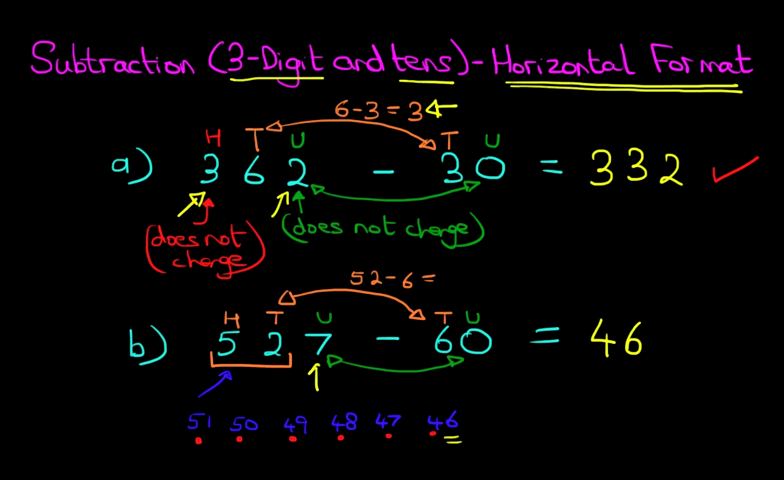 Subtraction (3-Digit and tens)- Horizontal Format
6-3 = 3
H T U T U
a) 3 6 2 - 3 0 = 332
(does not change) (does not change)
52-6 =
H T U T U
b) 5 2 7 - 6 0 = 46
51 50 49 48 47 46